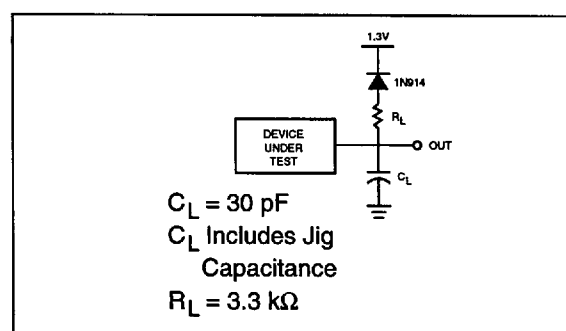 1.3V
1N914
RL
DEVICE
UNDER
TEST
OUT
CL
CL = 30 pF
CL Includes Jig
Capacitance
RL = 3.3 kΩ